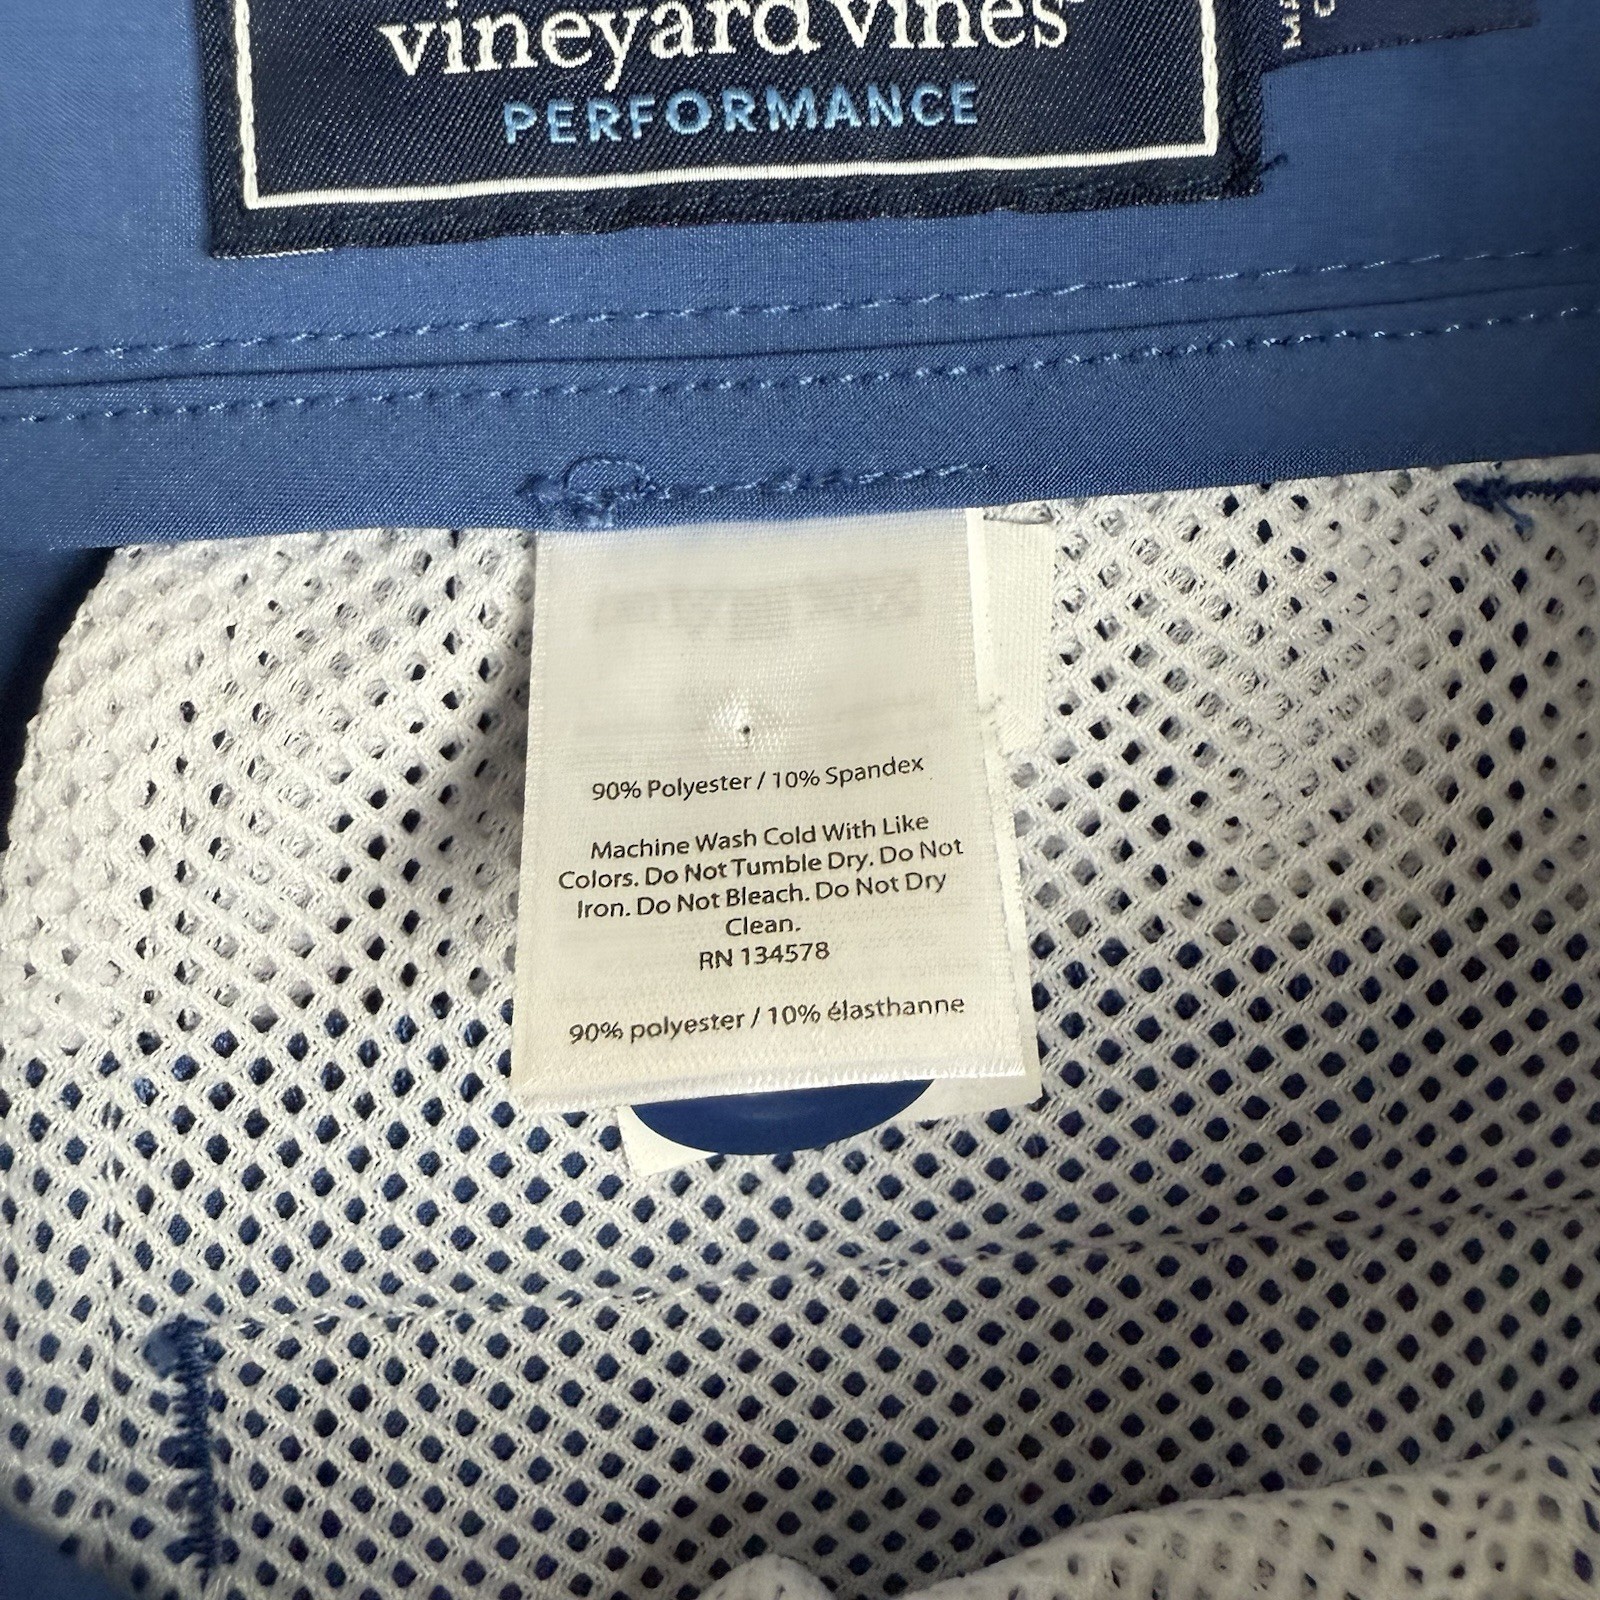 vineyard vines
PERFORMANCE
90% Polyester / 10% Spandex
Machine Wash Cold With Like
Colors. Do Not Tumble Dry. Do Not
Iron. Do Not Bleach. Do Not Dry
Clean.
RN 134578
90% polyester / 10% élasthanne